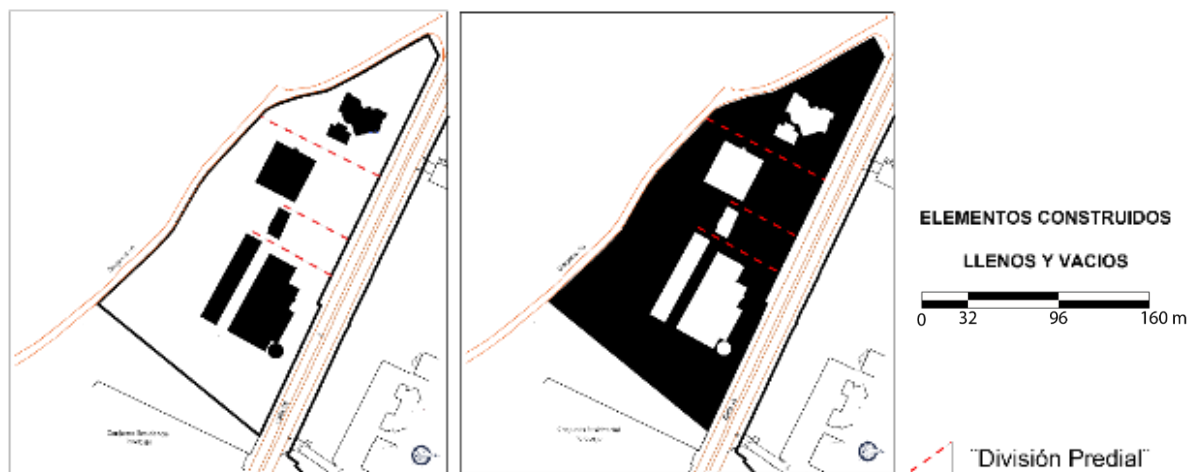 ELEMENTOS CONSTRUIDOS
LLENOS Y VACIOS
0 32 96 160 m
"División Predial"